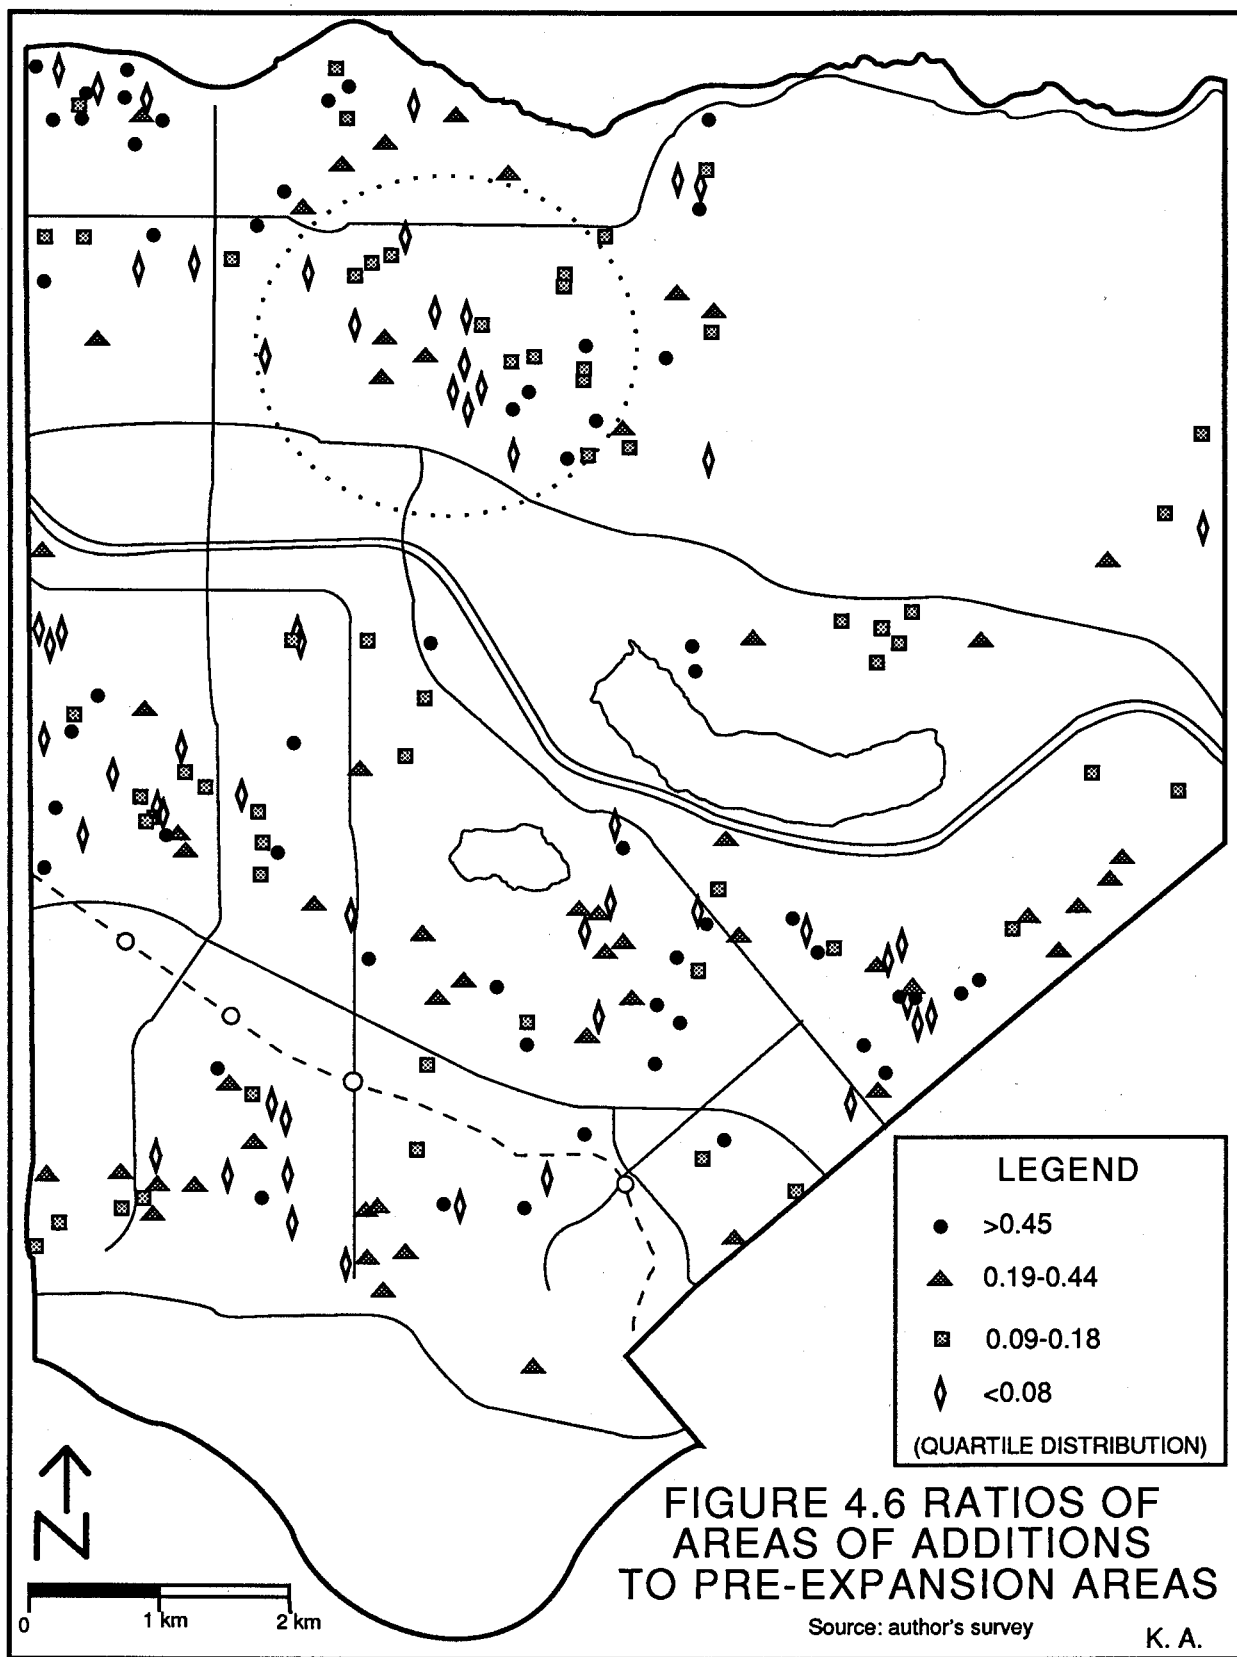 LEGEND
>0.45
0.19-0.44
0.09-0.18
<0.08
(QUARTILE DISTRIBUTION)
N
0 1 km 2 km
FIGURE 4.6 RATIOS OF
AREAS OF ADDITIONS
TO PRE-EXPANSION AREAS
Source: author's survey
K. A.